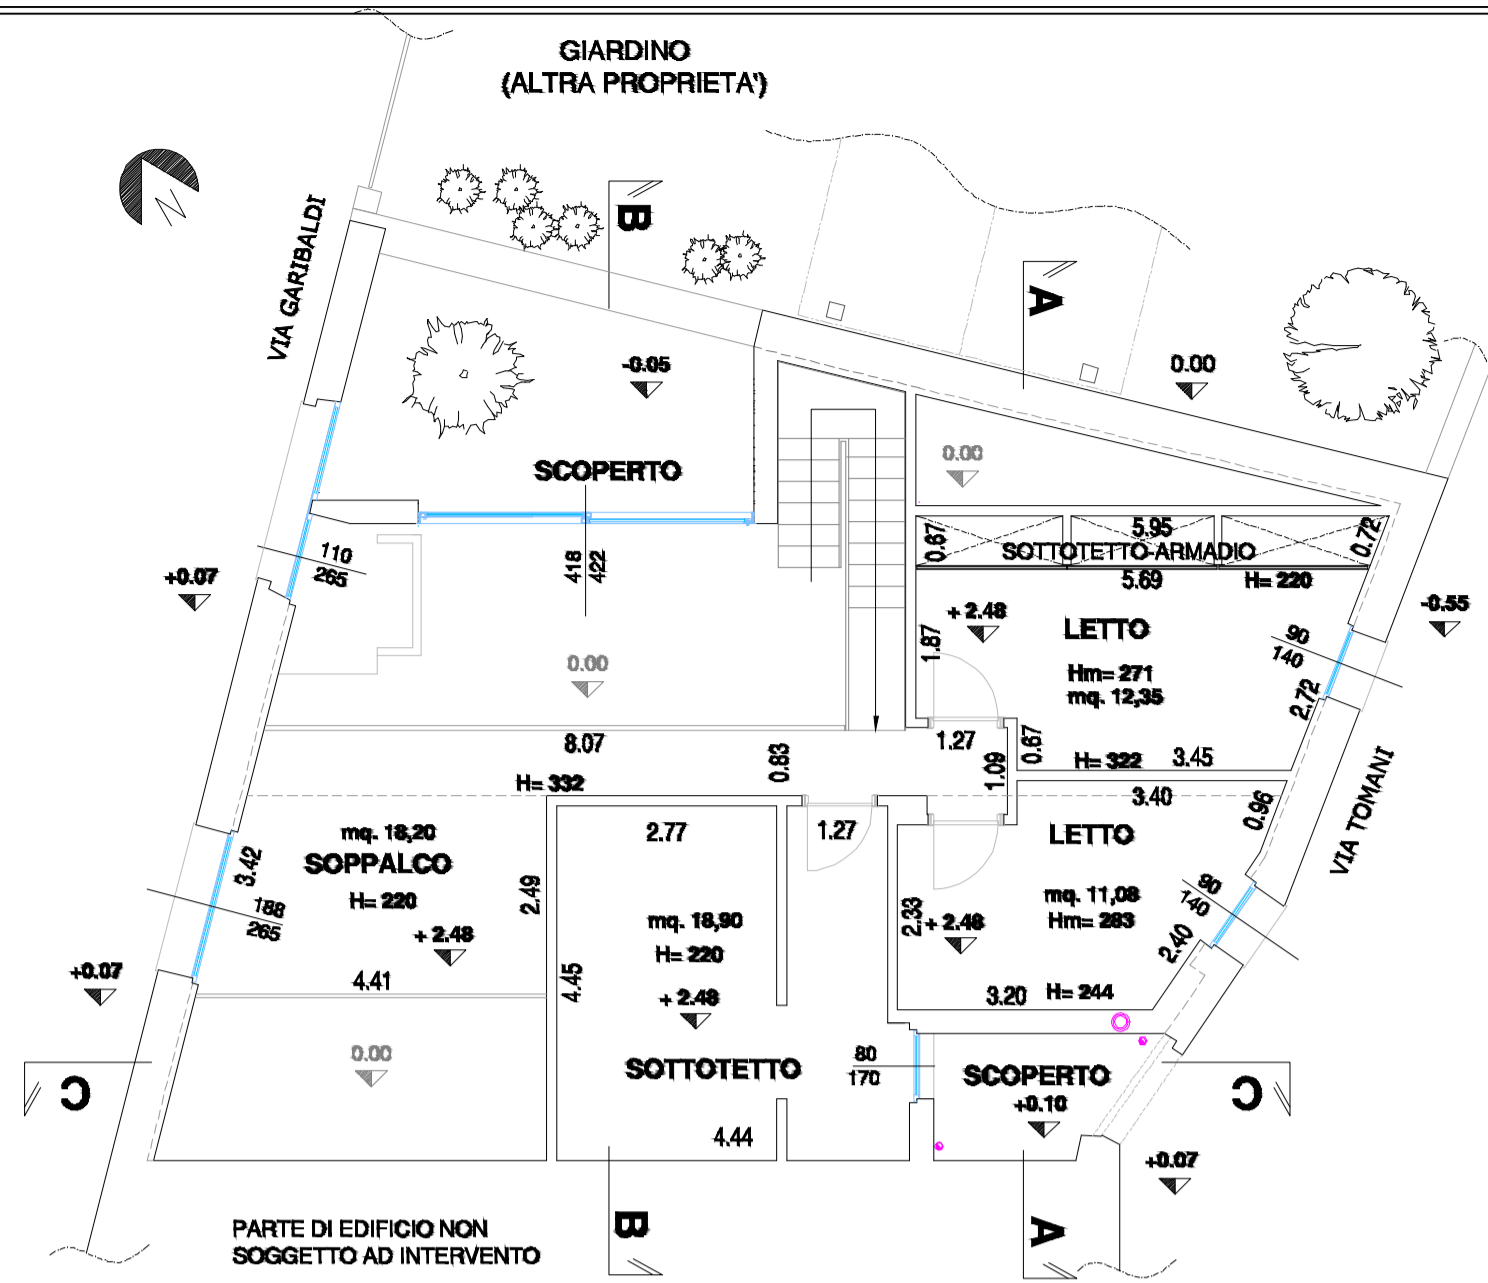 GIARDINO
(ALTRA PROPRIETA')
N
VIA GARIBALDI
B
A
-0.05
0.00
SCOPERTO
0.00
110
265
+0.07
418
422
0.67
5.95
0.72
SOTTOTETTO-ARMADIO
5.69
H= 220
+ 2.48
LETTO
1.87
Hm= 271
mq. 12,35
90
140
-0.55
2.72
0.00
8.07
0.83
1.27
1.09
0.67
H= 322
3.45
H= 332
3.40
0.96
VIA TOMANI
mq. 18,20
SOPPALCO
3.42
H= 220
2.49
188
265
+ 2.48
+0.07
4.41
2.77
1.27
mq. 18,90
H= 220
4.45
+ 2.48
LETTO
mq. 11,08
Hm= 283
2.33
+ 2.48
90
140
2.40
3.20
H= 244
0.00
SOTTOTETTO
80
170
SCOPERTO
+0.10
C
C
4.44
+0.07
PARTE DI EDIFICIO NON
SOGGETTO AD INTERVENTO
B
A